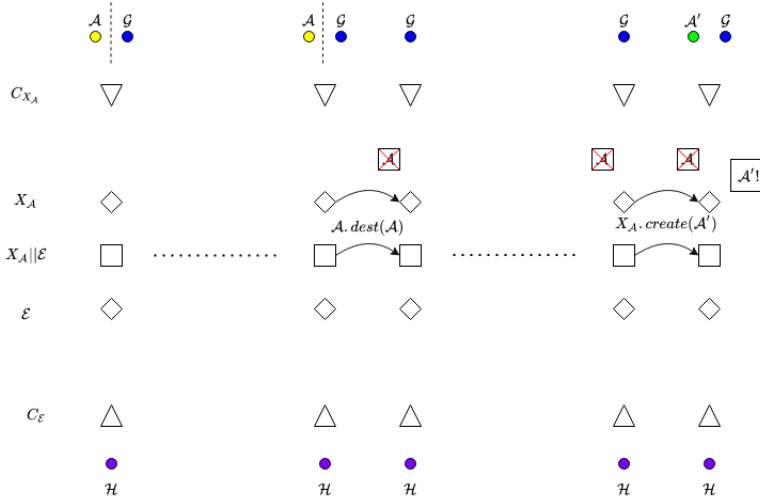 𝒜 𝒢 𝒜 𝒢 𝒢 𝒢 𝒜′ 𝒢
C_{X_𝒜}
𝒜 𝒜 𝒜
𝒜′!
X_𝒜
𝒜.dest(𝒜) X_𝒜.create(𝒜′)
X_𝒜||ℰ
ℰ
C_ℰ
ℋ ℋ ℋ ℋ ℋ